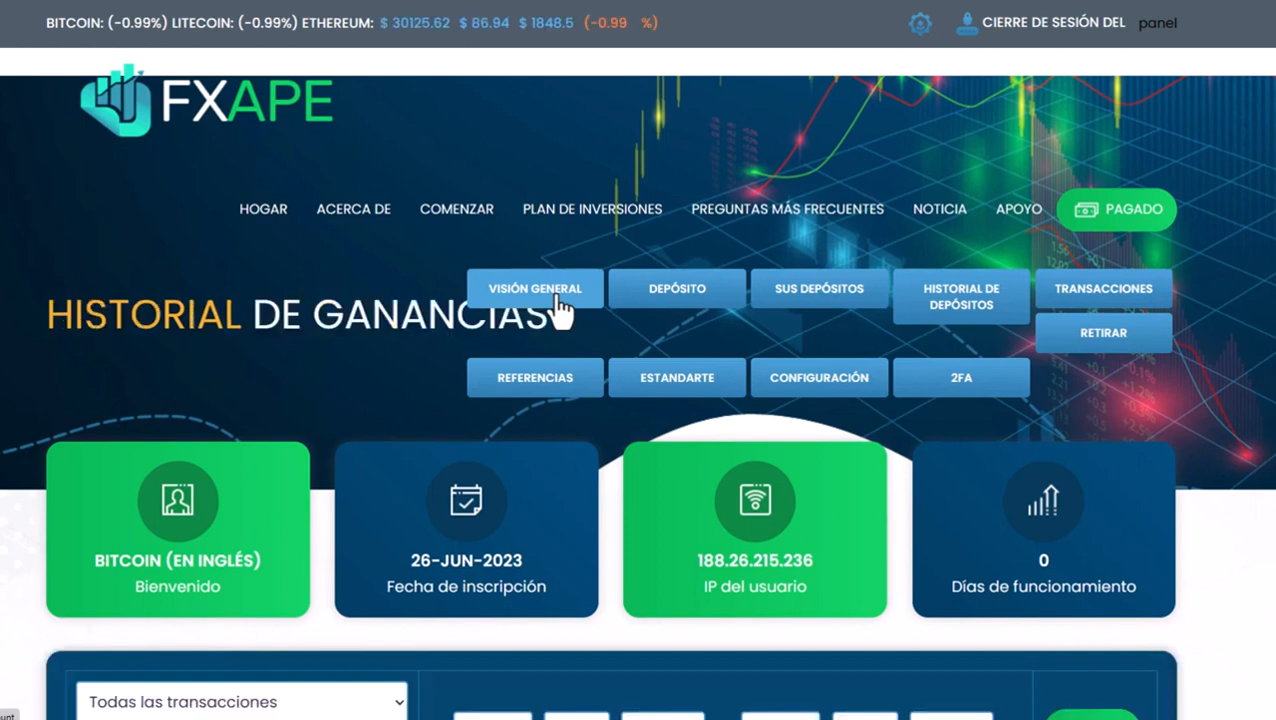 BITCOIN: (-0.99%) LITECOIN: (-0.99%) ETHEREUM: $ 30125.62 $ 86.94 $ 1848.5 (-0.99 %) CIERRE DE SESIÓN DEL panel
FXAPE
HOGAR ACERCA DE COMENZAR PLAN DE INVERSIONES PREGUNTAS MÁS FRECUENTES NOTICIA APOYO PAGADO
VISIÓN GENERAL DEPÓSITO SUS DEPÓSITOS HISTORIAL DE DEPÓSITOS TRANSACCIONES
HISTORIAL DE GANANCIAS
RETIRAR
REFERENCIAS ESTANDARTE CONFIGURACIÓN 2FA
BITCOIN (EN INGLÉS) 26-JUN-2023 188.26.215.236 0
Bienvenido Fecha de inscripción IP del usuario Días de funcionamiento
Todas las transacciones